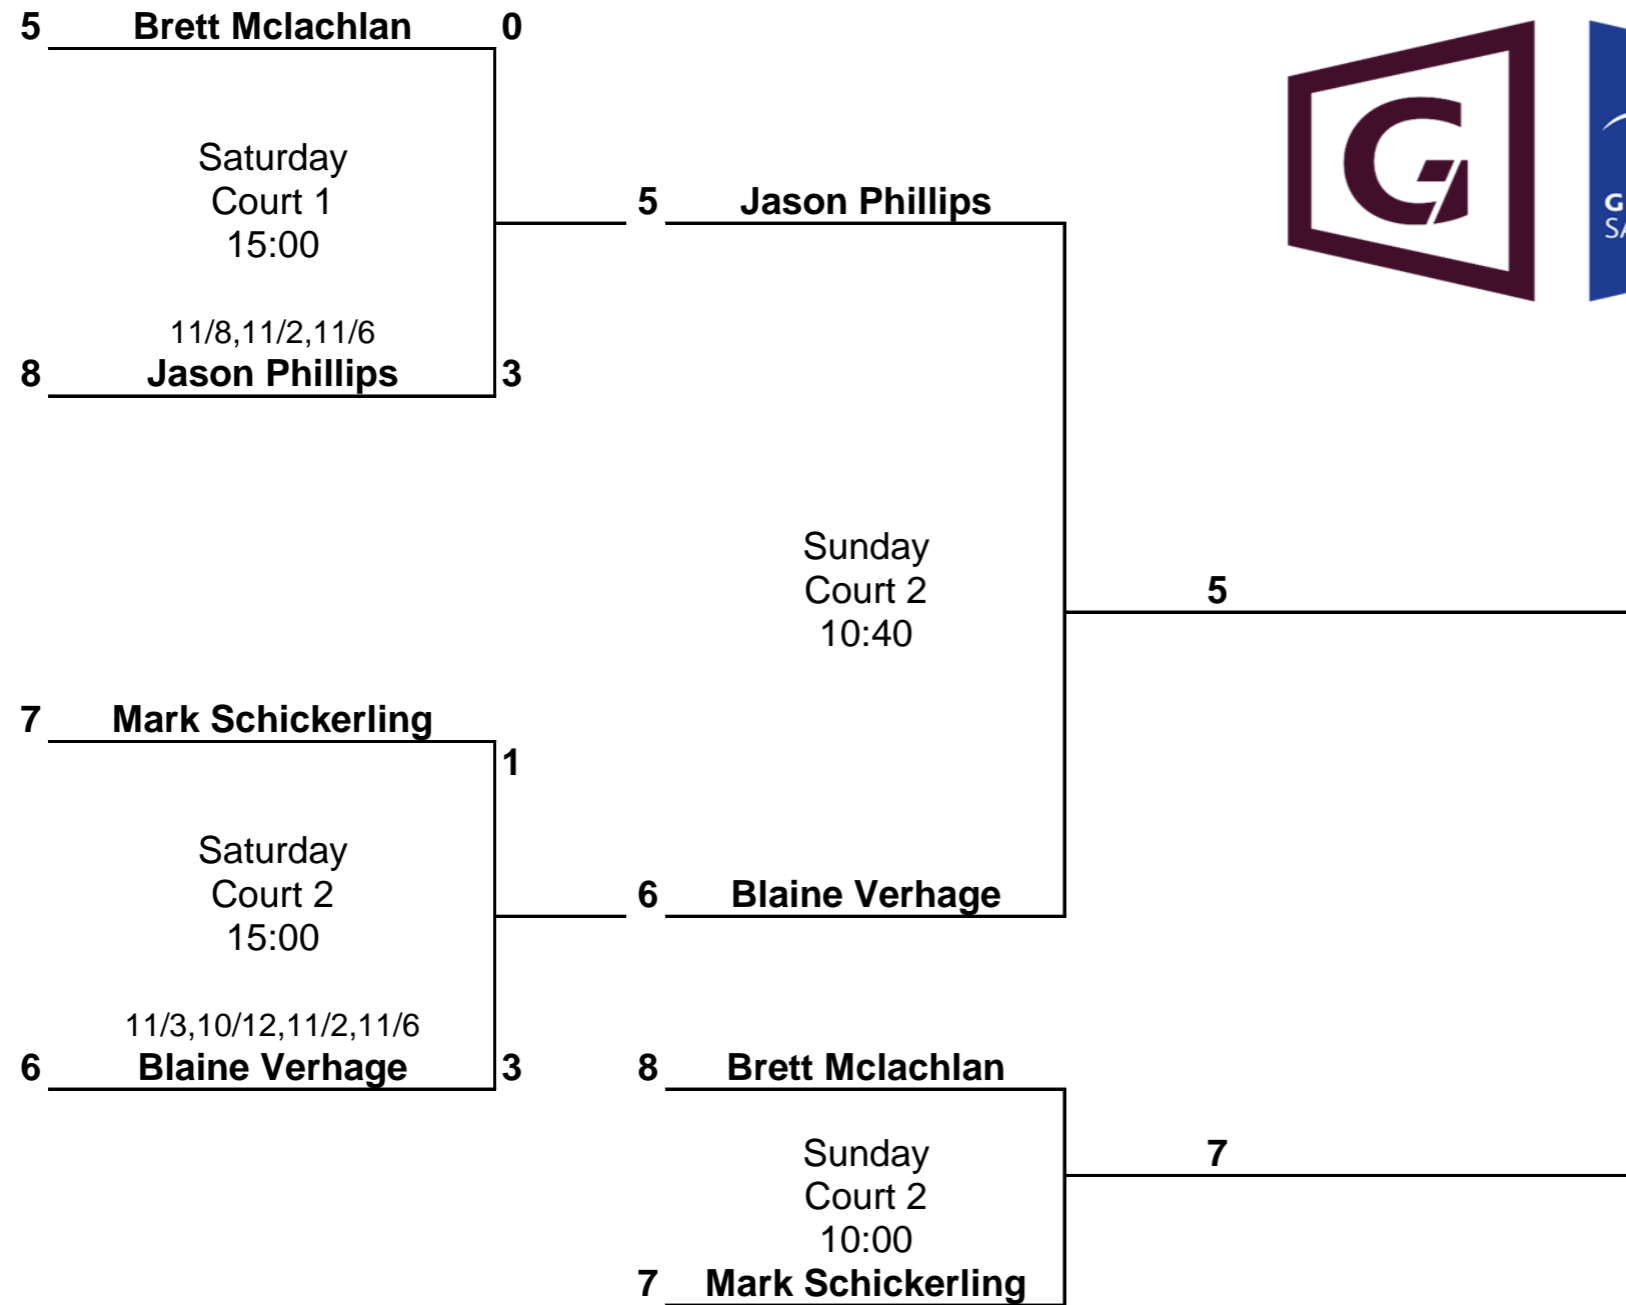 5 Brett Mclachlan 0
Saturday
Court 1
15:00
11/8,11/2,11/6
8 Jason Phillips 3
5 Jason Phillips
G
G
SA
Sunday
Court 2
10:40
5
7 Mark Schickerling
1
Saturday
Court 2
15:00
11/3,10/12,11/2,11/6
6 Blaine Verhage 3
6 Blaine Verhage
8 Brett Mclachlan
Sunday
Court 2
10:00
7 Mark Schickerling
7